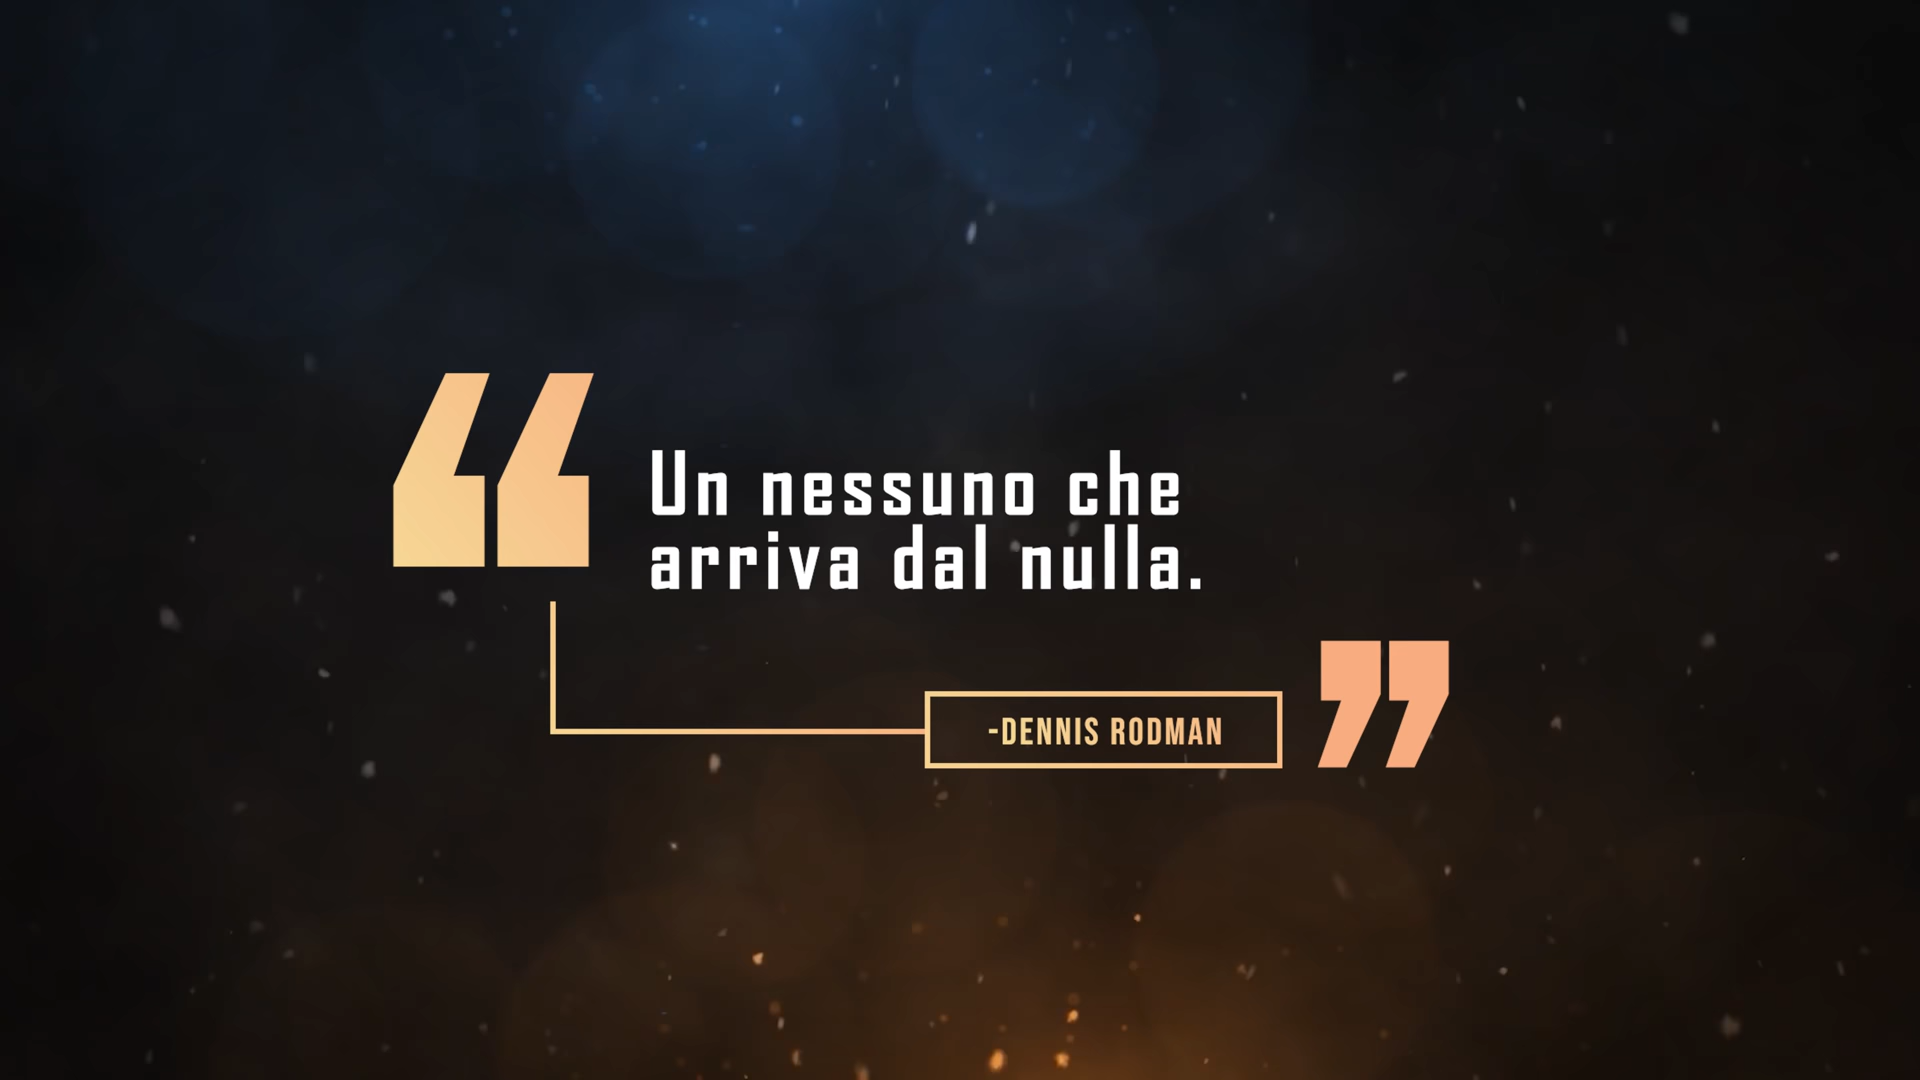 “
Un nessuno che
arriva dal nulla.
-DENNIS RODMAN
”